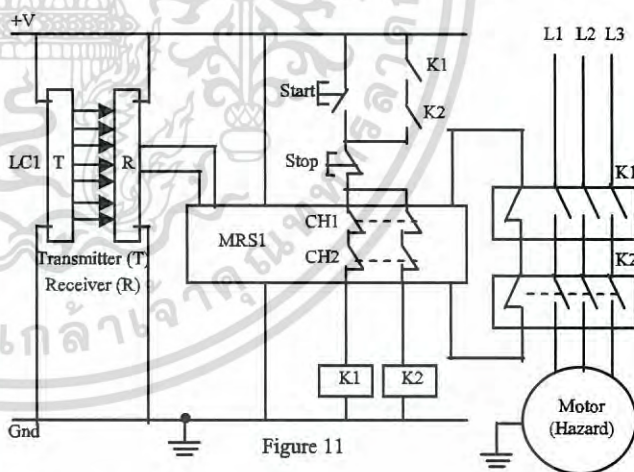 +V
L1 L2 L3
K1
Start
K2
Stop
LC1 T R
K1
CH1
MRS1
CH2
K2
Transmitter (T)
Receiver (R)
K1 K2
Motor
(Hazard)
Gnd
Figure 11